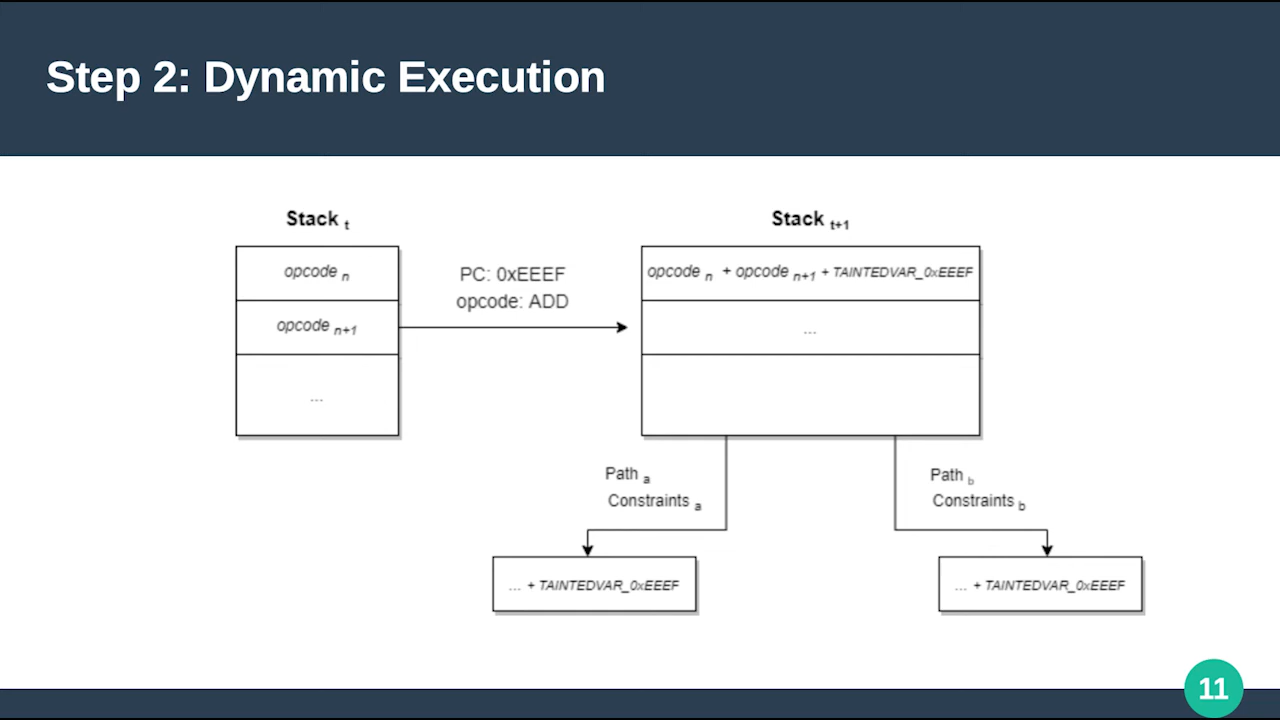 Step 2: Dynamic Execution
Stack t
Stack t+1
opcode n
opcode n+1
...
PC: 0xEEEF
opcode: ADD
opcode n + opcode n+1 + TAINTEDVAR_0xEEEF
...
Path a
Constraints a
Path b
Constraints b
... + TAINTEDVAR_0xEEEF
... + TAINTEDVAR_0xEEEF
11